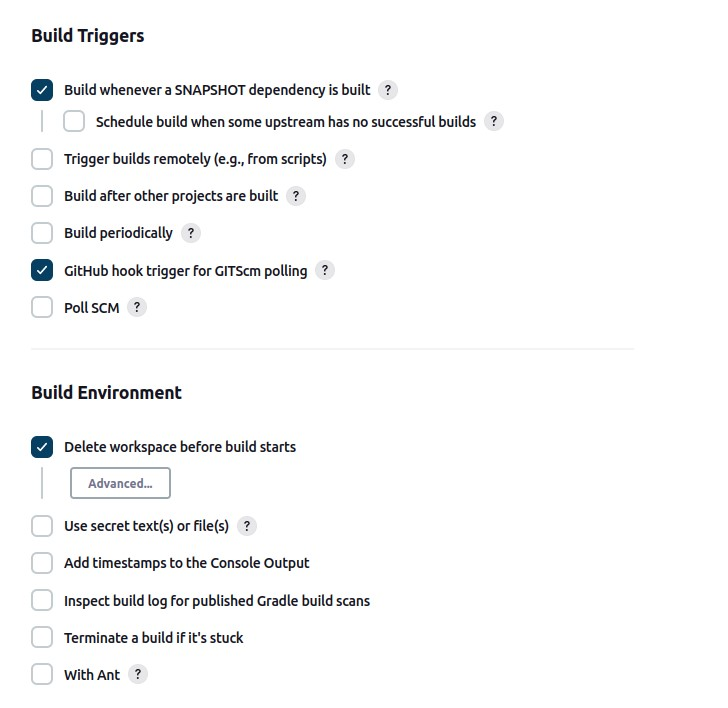 Build Triggers
Build whenever a SNAPSHOT dependency is built ?
Schedule build when some upstream has no successful builds ?
Trigger builds remotely (e.g., from scripts) ?
Build after other projects are built ?
Build periodically ?
GitHub hook trigger for GITScm polling ?
Poll SCM ?
Build Environment
Delete workspace before build starts
Advanced...
Use secret text(s) or file(s) ?
Add timestamps to the Console Output
Inspect build log for published Gradle build scans
Terminate a build if it's stuck
With Ant ?